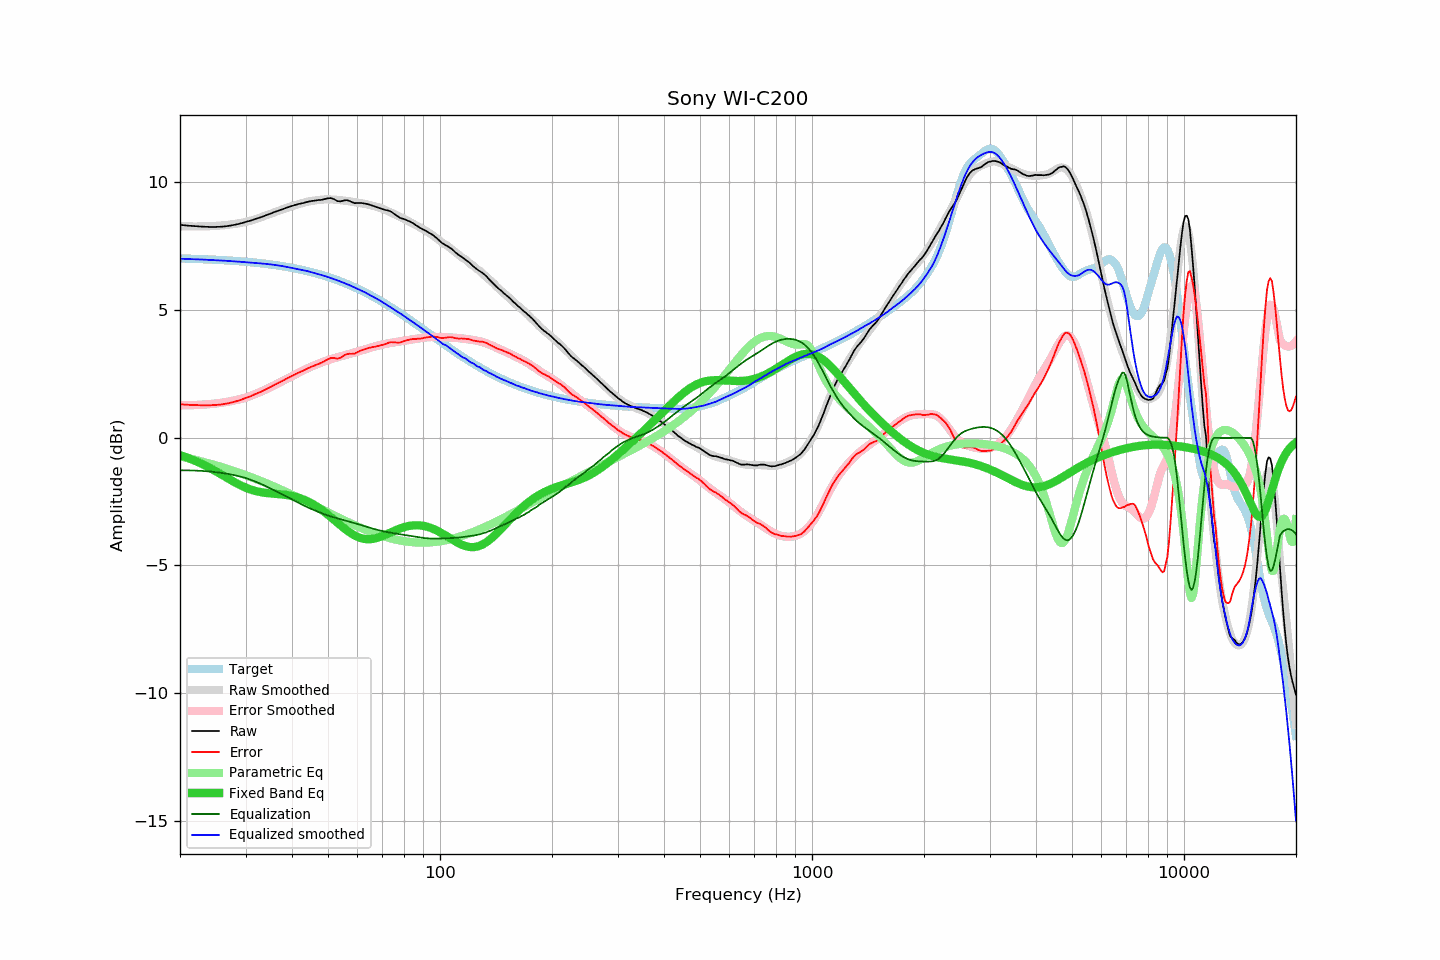 Sony WI-C200
Amplitude (dBr)
10
5
0
−5
−10
−15
Target
Raw Smoothed
Error Smoothed
Raw
Error
Parametric Eq
Fixed Band Eq
Equalization
Equalized smoothed
100
1000
10000
Frequency (Hz)